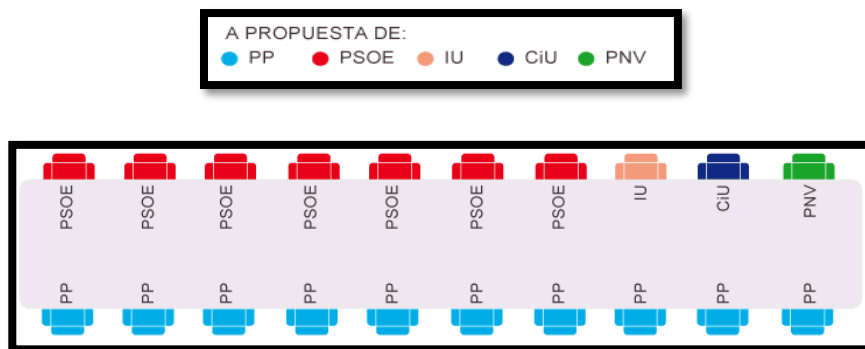 A PROPUESTA DE:
PP PSOE IU CiU PNV
PSOE PSOE PSOE PSOE PSOE PSOE PSOE IU CiU PNV
PP PP PP PP PP PP PP PP PP PP